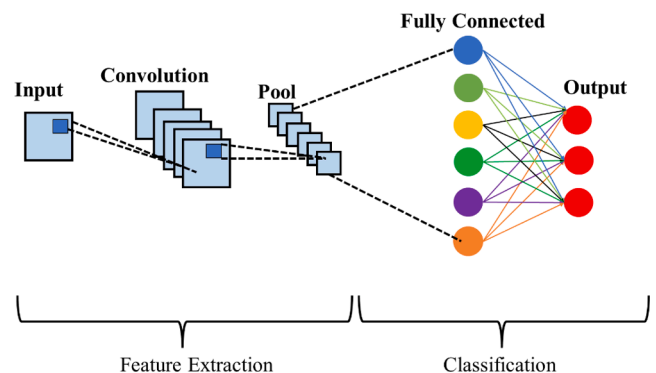 Fully Connected
Convolution
Input
Pool
Output
Feature Extraction
Classification